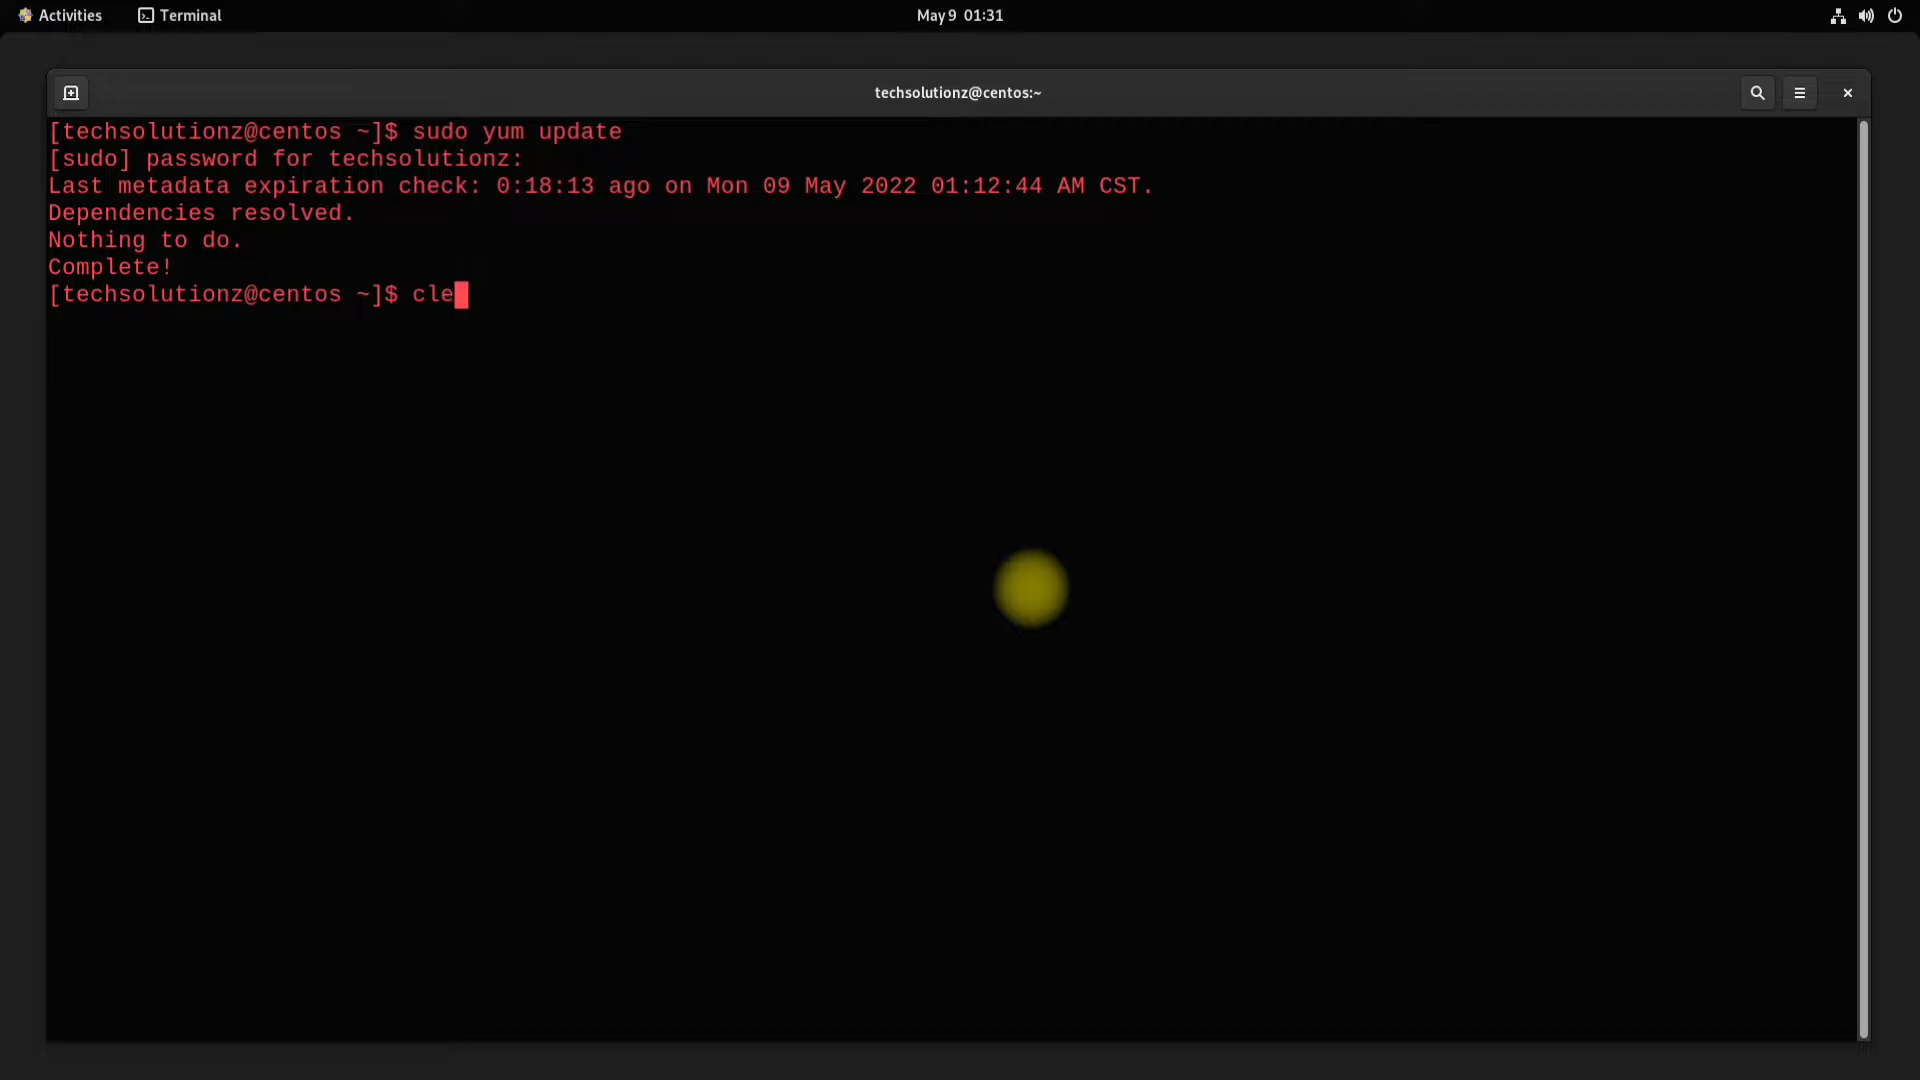 Activities
Terminal
May 9 01:31
techsolutionz@centos:~
[techsolutionz@centos ~]$ sudo yum update
[sudo] password for techsolutionz:
Last metadata expiration check: 0:18:13 ago on Mon 09 May 2022 01:12:44 AM CST.
Dependencies resolved.
Nothing to do.
Complete!
[techsolutionz@centos ~]$ cle